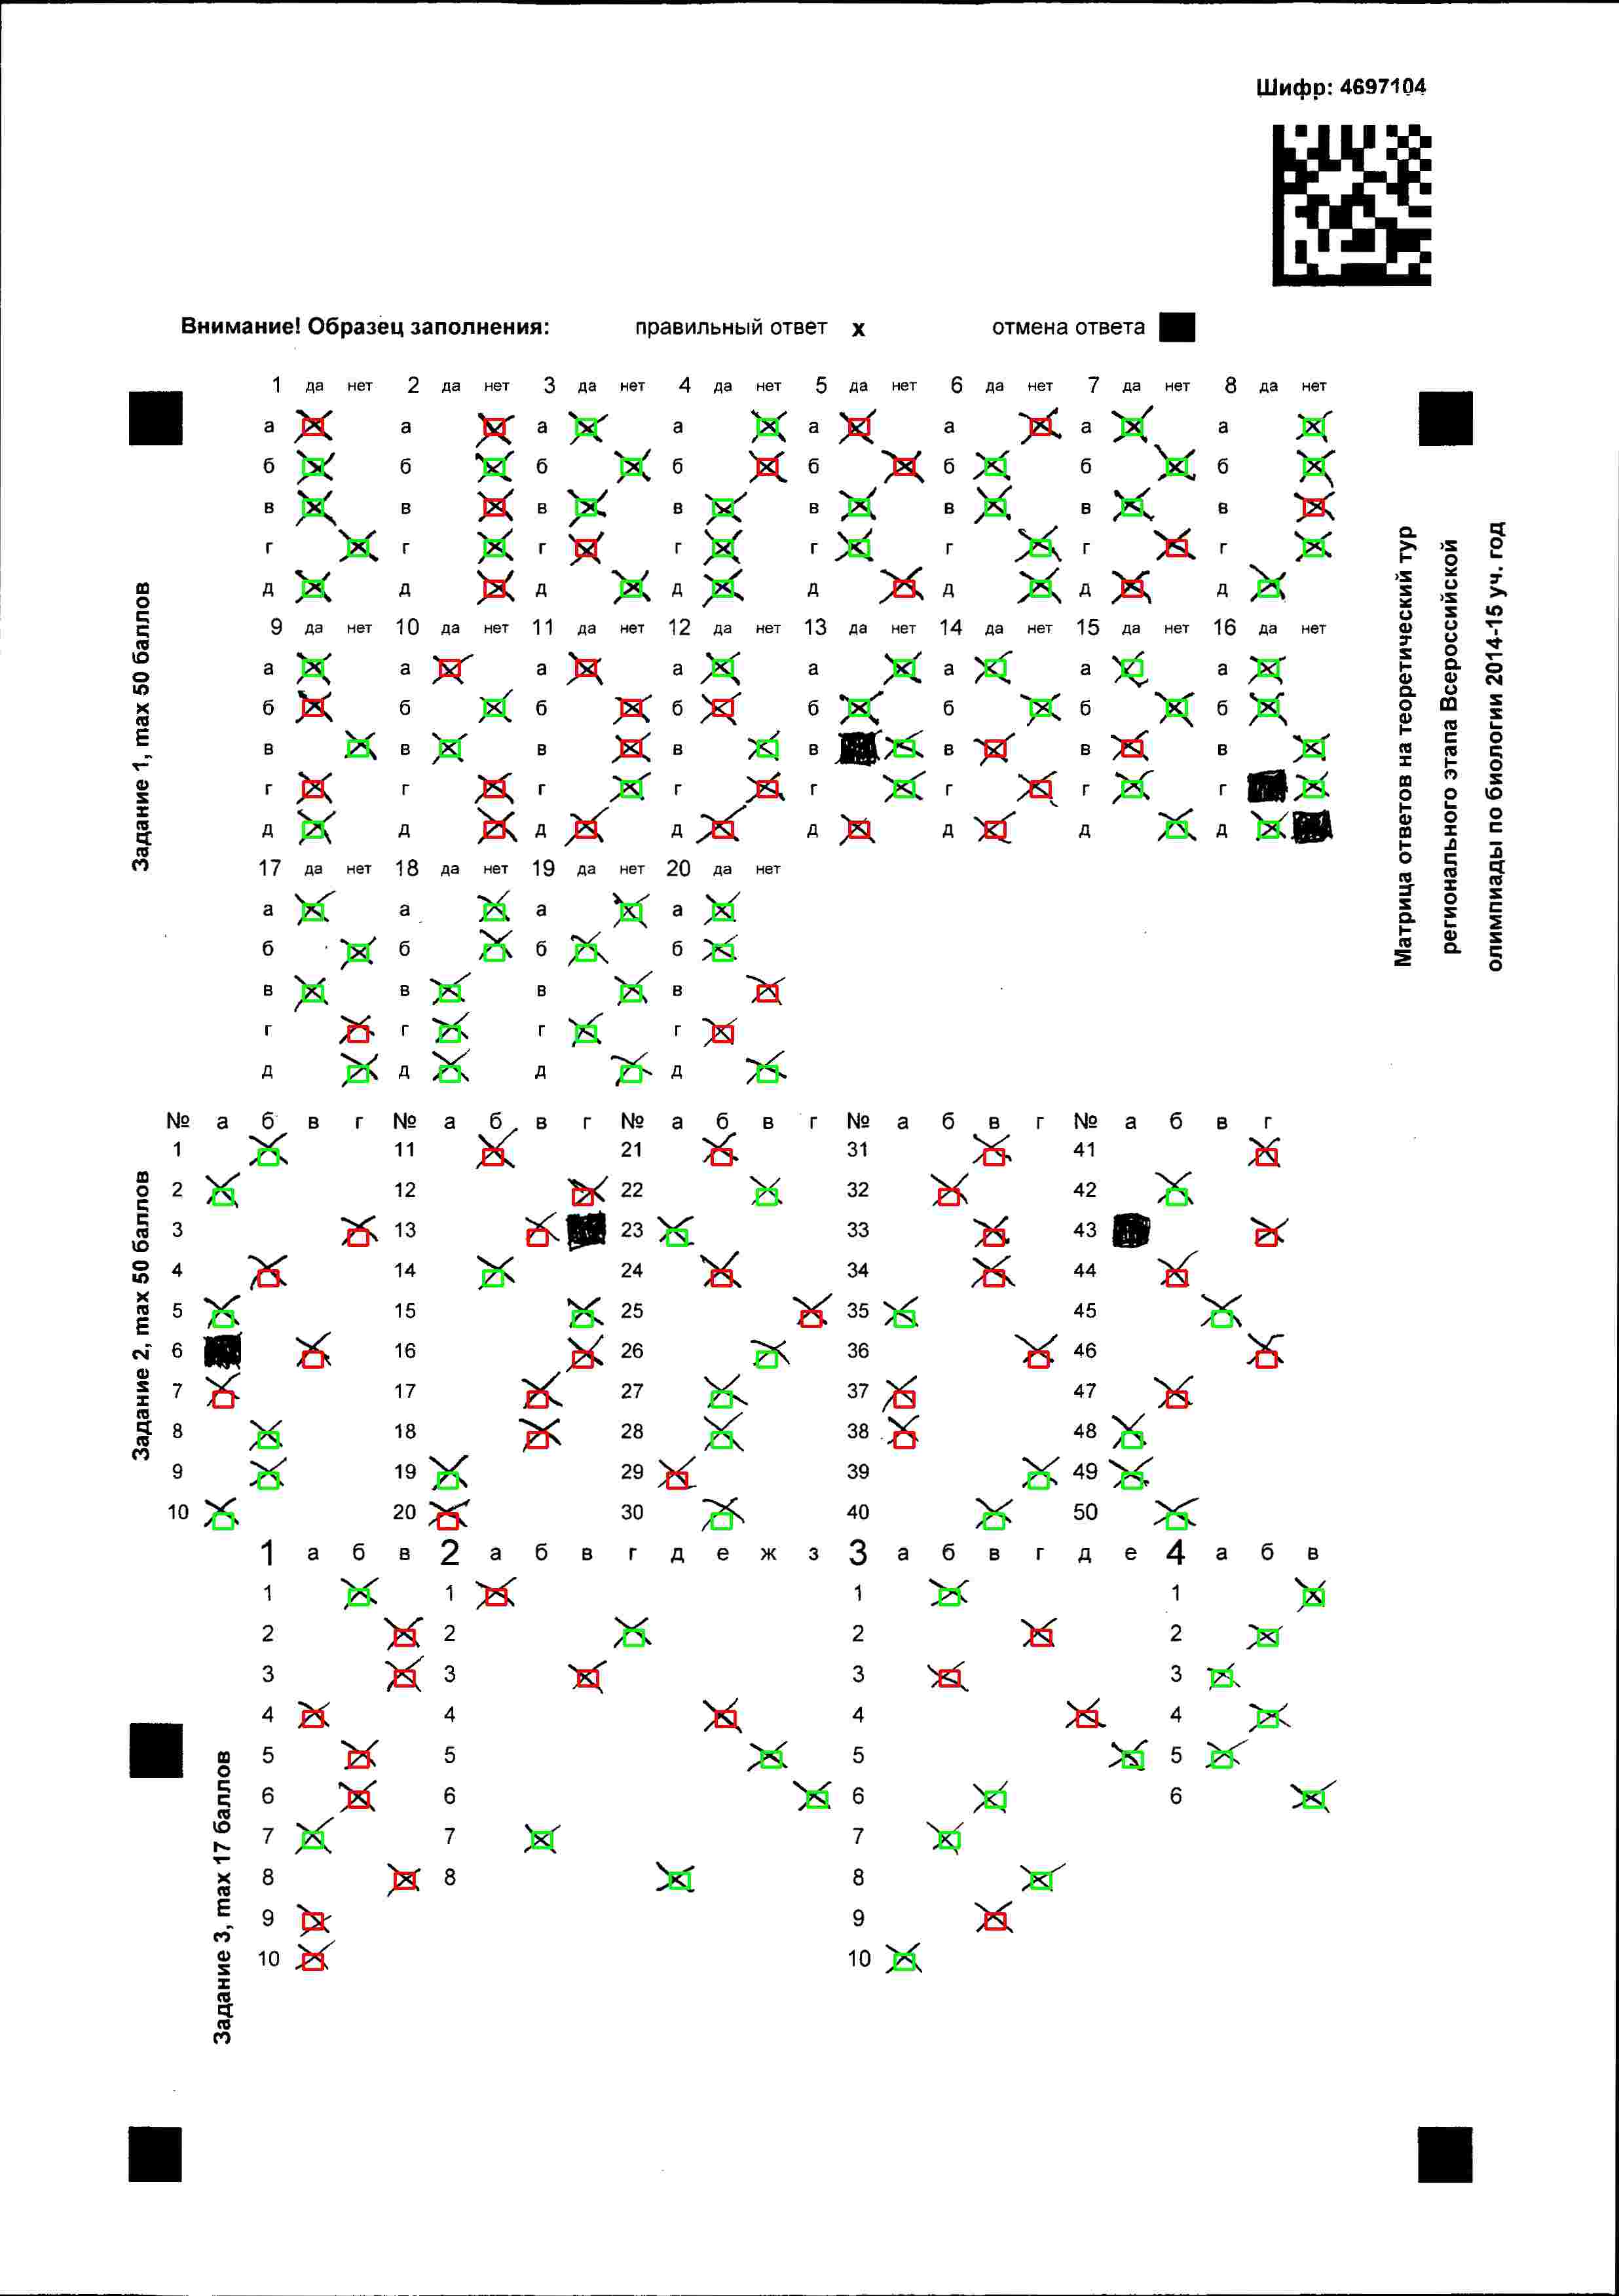 Шифр: 4697104
Внимание! Образец заполнения: правильный ответ x отмена ответа
1 да нет 2 да нет 3 да нет 4 да нет 5 да нет 6 да нет 7 да нет 8 да нет
а а а а а а а а
б б б б б б б б
в в в в в в в в
г г г г г г г г
д д д д д д д д
9 да нет 10 да нет 11 да нет 12 да нет 13 да нет 14 да нет 15 да нет 16 да нет
а а а а а а а а
б б б б б б б б
в в в в в в в в
г г г г г г г г
д д д д д д д д
17 да нет 18 да нет 19 да нет 20 да нет
а а а а
б б б б
в в в в
г г г г
д д д д
Задание 1, max 50 баллов
№ а б в г № а б в г № а б в г № а б в г № а б в г
1 11 21 31 41
2 12 22 32 42
3 13 23 33 43
4 14 24 34 44
5 15 25 35 45
6 16 26 36 46
7 17 27 37 47
8 18 28 38 48
9 19 29 39 49
10 20 30 40 50
Задание 2, max 50 баллов
1 а б в 2 а б в г д е ж з 3 а б в г д е 4 а б в
1 1 1 1
2 2 2 2
3 3 3 3
4 4 4 4
5 5 5 5
6 6 6 6
7 7 7
8 8 8
9 9
10 10
Задание 3, max 17 баллов
Матрица ответов на теоретический тур
регионального этапа Всероссийской
олимпиады по биологии 2014-15 уч. год